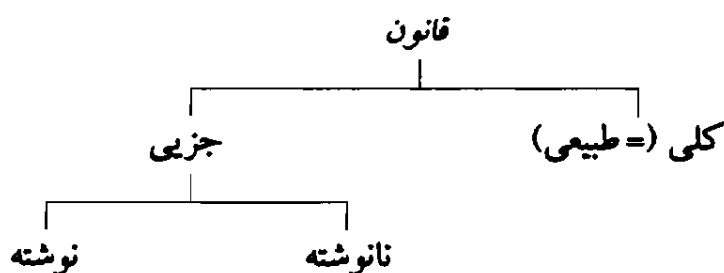 قانون
کلی (= طبیعی) جزیی
نانوشته نوشته